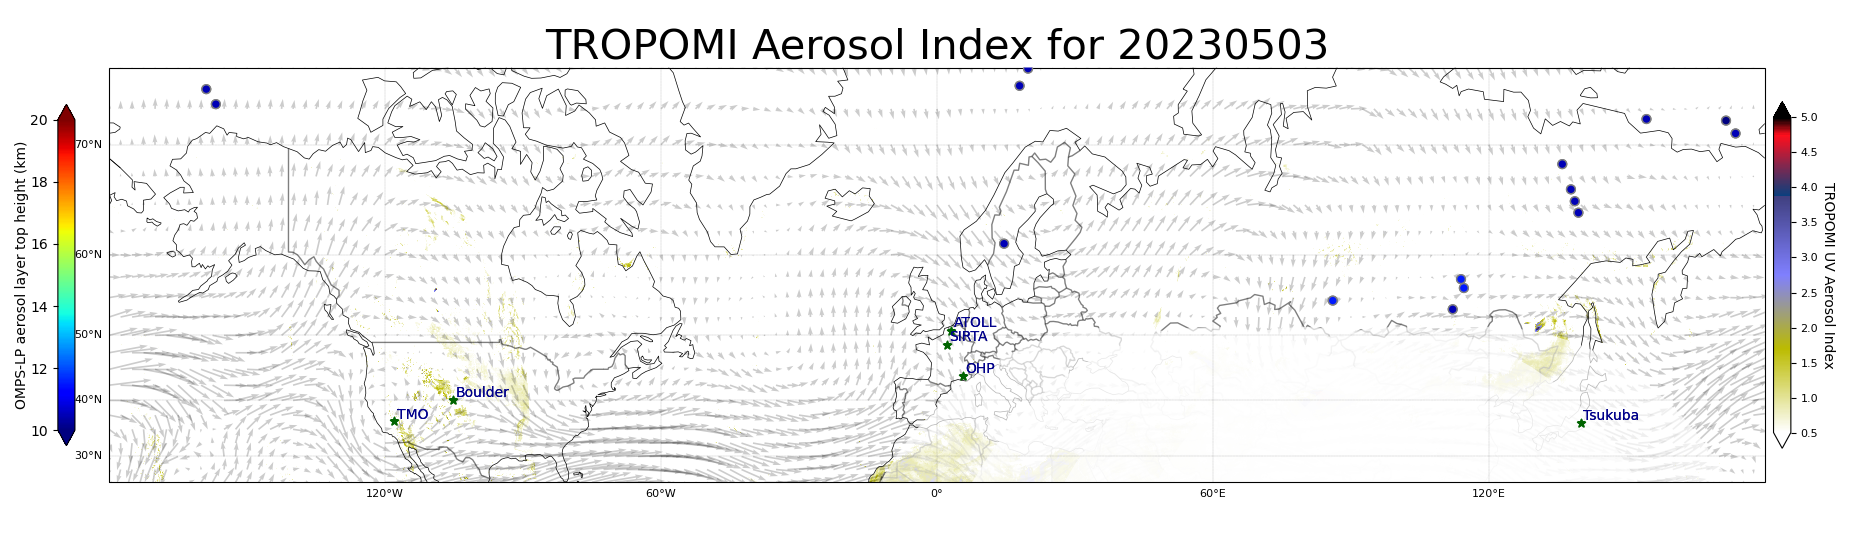 TROPOMI Aerosol Index for 20230503
OMPS-LP aerosol layer top height (km)
20
18
16
14
12
10
70°N
60°N
50°N
40°N
30°N
120°W
60°W
0°
60°E
120°E
ATOLL
SIRTA
OHP
Boulder
TMO
Tsukuba
5.0
4.5
4.0
3.5
3.0
2.5
2.0
1.5
1.0
0.5
TROPOMI UV Aerosol Index